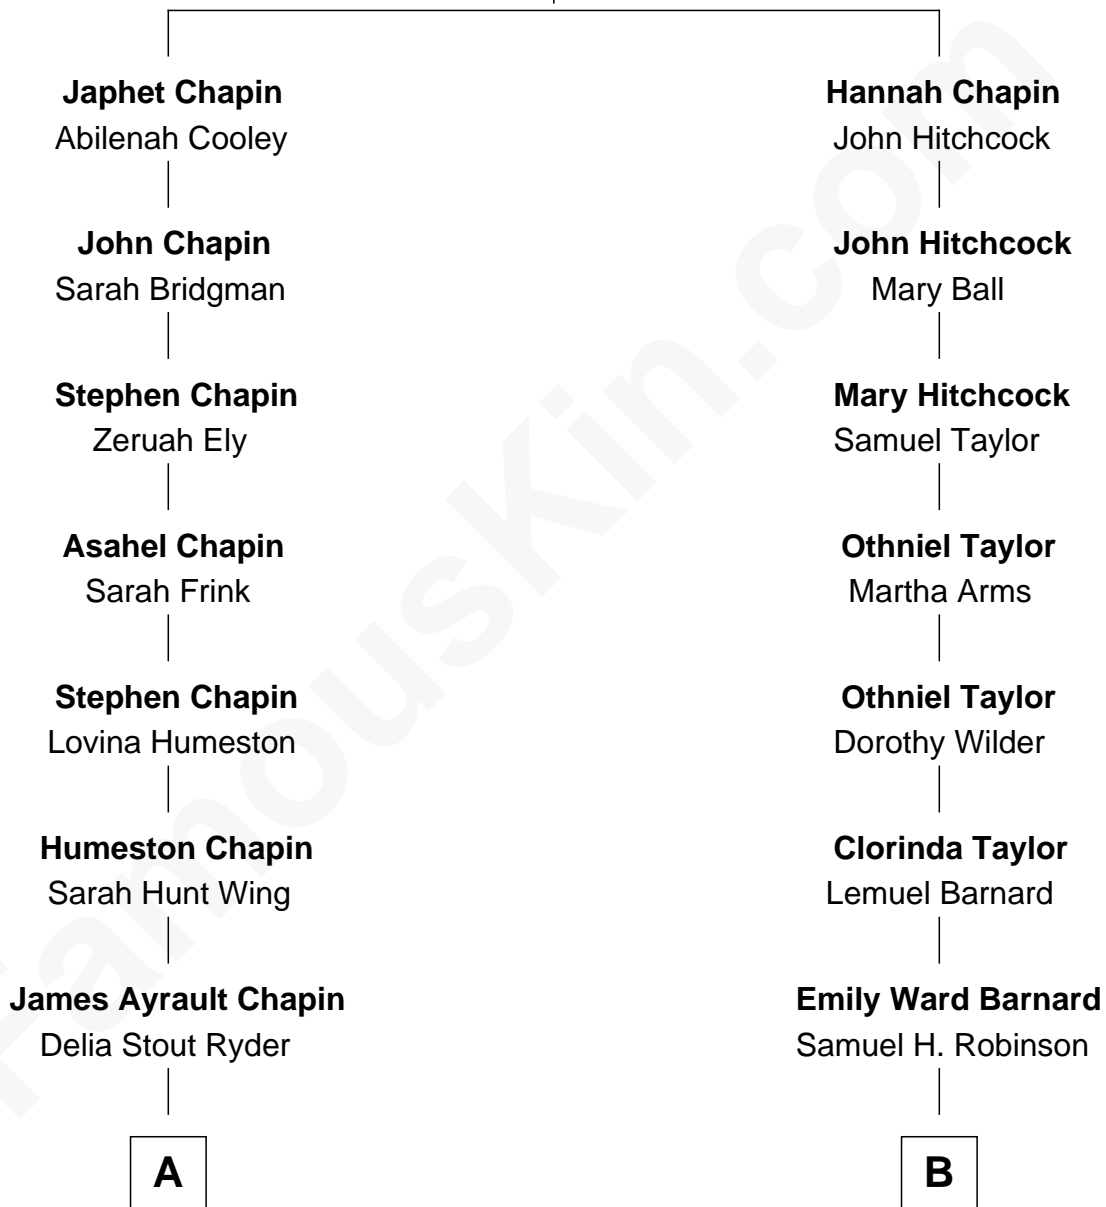 Japhet Chapin
Abilenah Cooley
Hannah Chapin
John Hitchcock
John Chapin
Sarah Bridgman
John Hitchcock
Mary Ball
Stephen Chapin
Zeruah Ely
Mary Hitchcock
Samuel Taylor
Asahel Chapin
Sarah Frink
Othniel Taylor
Martha Arms
Stephen Chapin
Lovina Humeston
Othniel Taylor
Dorothy Wilder
Humeston Chapin
Sarah Hunt Wing
Clorinda Taylor
Lemuel Barnard
James Ayrault Chapin
Delia Stout Ryder
Emily Ward Barnard
Samuel H. Robinson
A
B
FamousKin.com